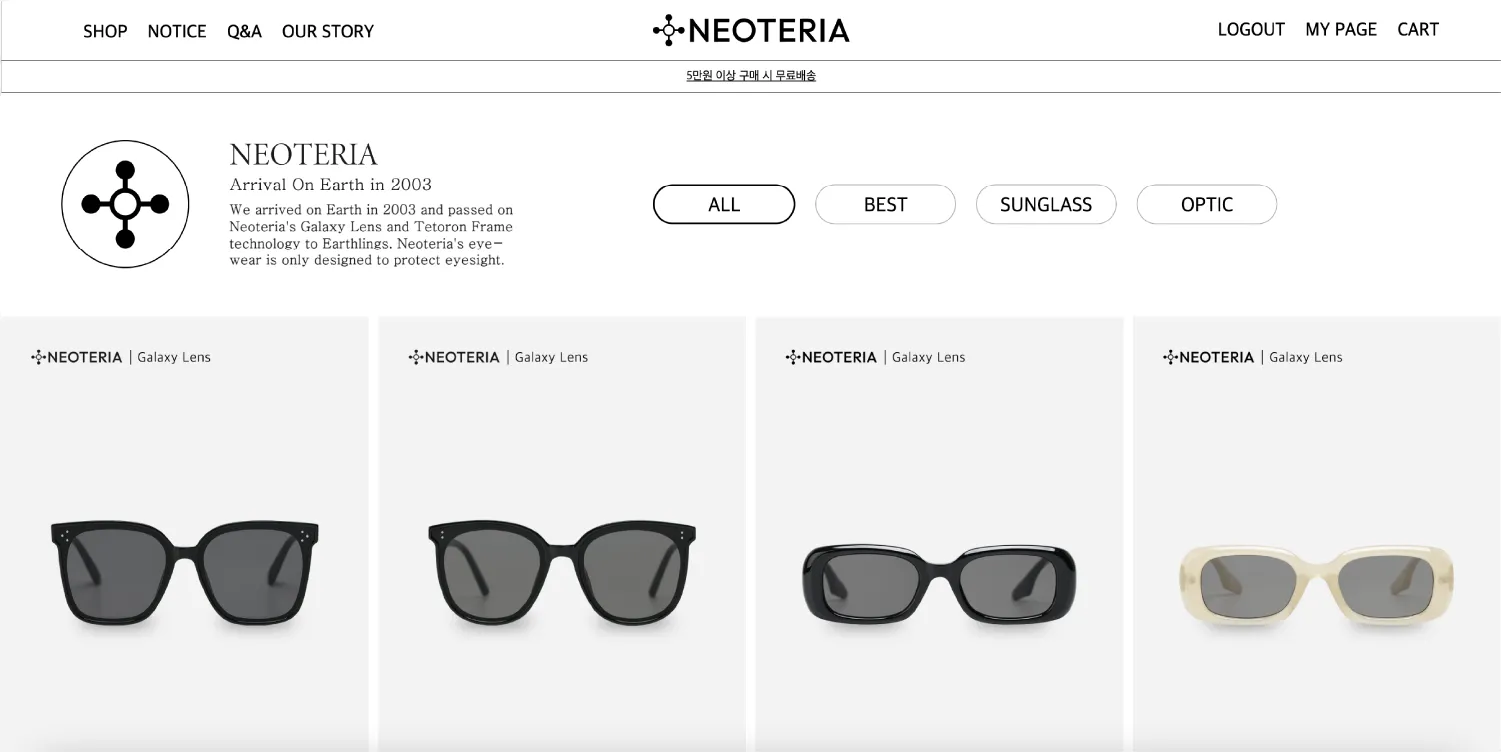 SHOP NOTICE Q&A OUR STORY
NEOTERIA
LOGOUT MY PAGE CART
5만원 이상 구매 시 무료배송
NEOTERIA
Arrival On Earth in 2003
We arrived on Earth in 2003 and passed on
Neoteria's Galaxy Lens and Tetoron Frame
technology to Earthlings. Neoteria's eye-
wear is only designed to protect eyesight.
ALL
BEST
SUNGLASS
OPTIC
NEOTERIA | Galaxy Lens
NEOTERIA | Galaxy Lens
NEOTERIA | Galaxy Lens
NEOTERIA | Galaxy Lens